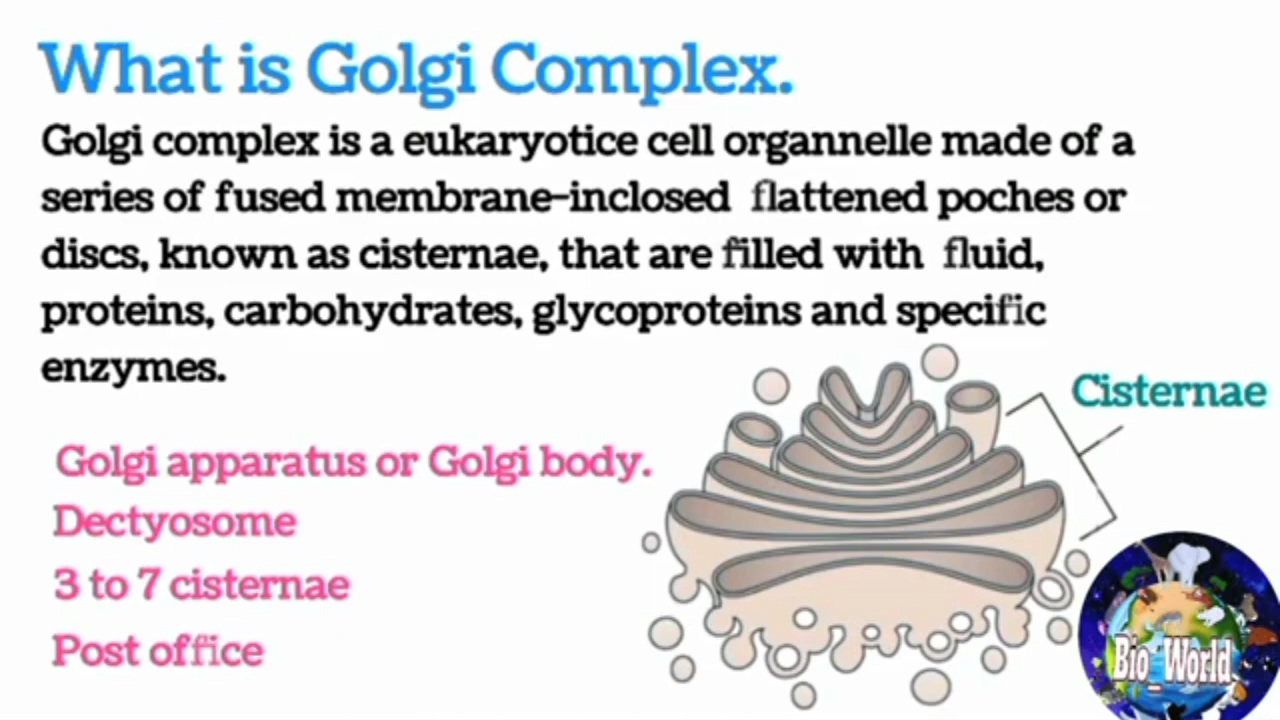 What is Golgi Complex.
Golgi complex is a eukaryotice cell organnelle made of a
series of fused membrane-inclosed flattened poches or
discs, known as cisternae, that are filled with fluid,
proteins, carbohydrates, glycoproteins and specific
enzymes.
Cisternae
Golgi apparatus or Golgi body.
Dectyosome
3 to 7 cisternae
Post office
Bio_World